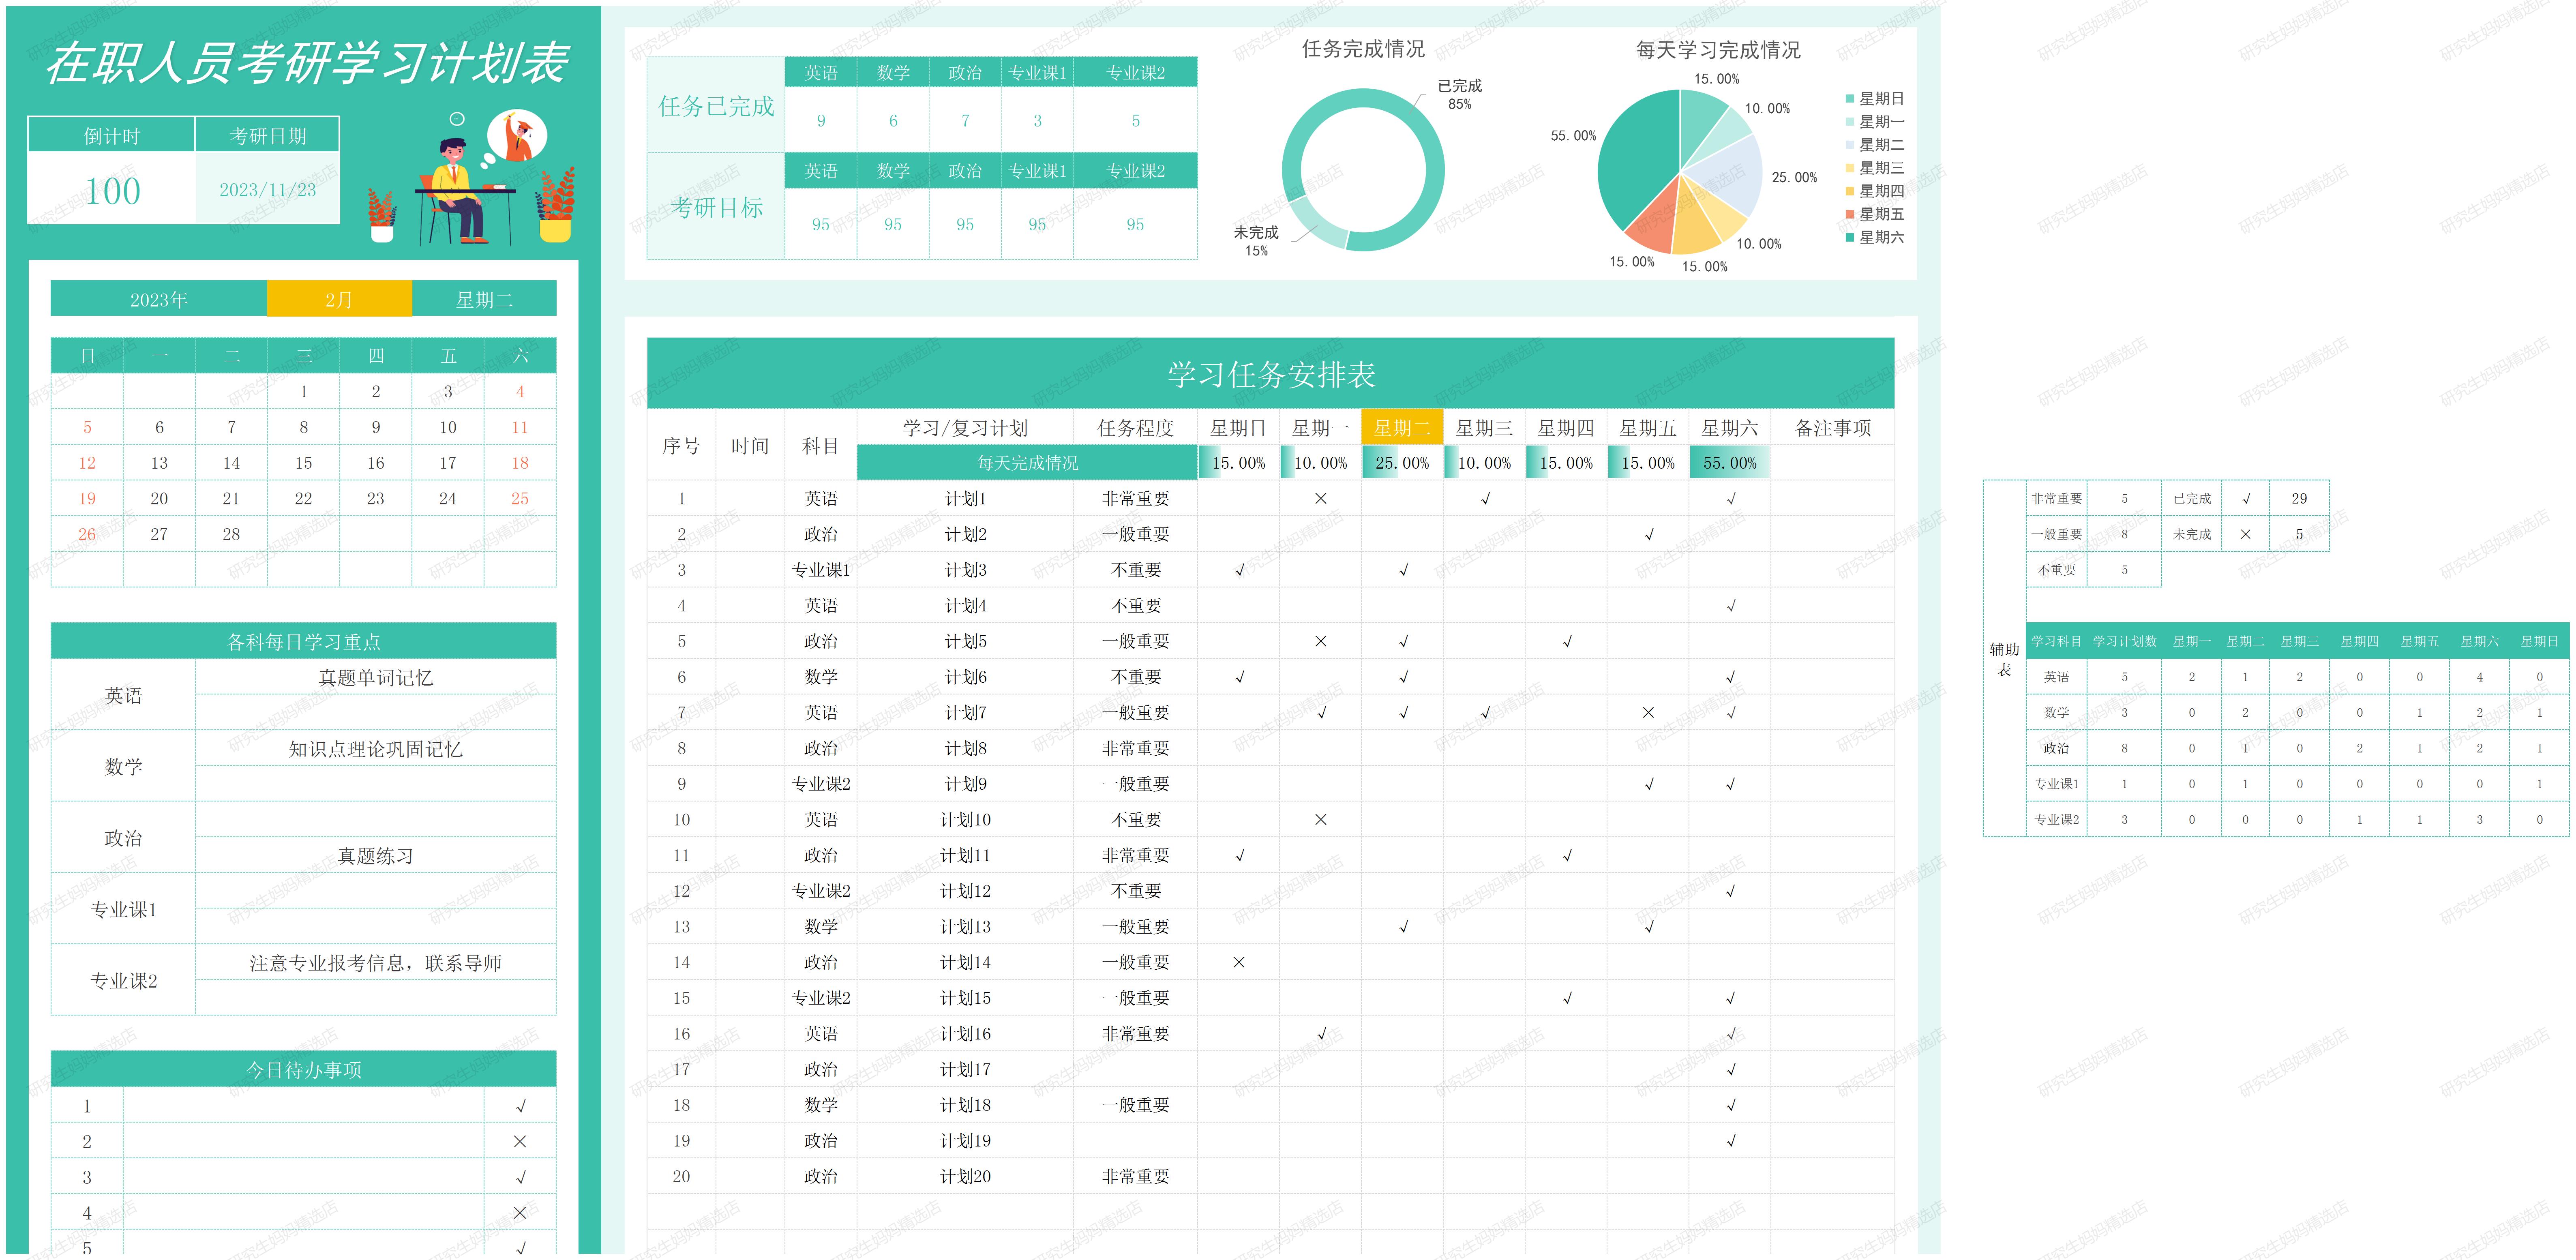 在职人员考研学习计划表
倒计时 考研日期
100 2023/11/23
2023年 2月 星期二
日 一 二 三 四 五 六
1 2 3 4
5 6 7 8 9 10 11
12 13 14 15 16 17 18
19 20 21 22 23 24 25
26 27 28
各科每日学习重点
英语 真题单词记忆
数学 知识点理论巩固记忆
政治
真题练习
专业课1
专业课2 注意专业报考信息，联系导师
今日待办事项
1 √
2 ×
3 √
4 ×
5 √
任务已完成
英语 数学 政治 专业课1 专业课2
9 6 7 3 5
考研目标
英语 数学 政治 专业课1 专业课2
95 95 95 95 95
任务完成情况
已完成
85%
未完成
15%
每天学习完成情况
15.00%
10.00%
25.00%
10.00%
15.00%
15.00%
55.00%
星期日
星期一
星期二
星期三
星期四
星期五
星期六
学习任务安排表
序号 时间 科目 学习/复习计划 任务程度 星期日 星期一 星期二 星期三 星期四 星期五 星期六 备注事项
每天完成情况 15.00% 10.00% 25.00% 10.00% 15.00% 15.00% 55.00%
1 英语 计划1 非常重要 × √ √
2 政治 计划2 一般重要 √
3 专业课1 计划3 不重要 √ √
4 英语 计划4 不重要 √
5 政治 计划5 一般重要 × √ √
6 数学 计划6 不重要 √ √ √
7 英语 计划7 一般重要 √ √ √ × √
8 政治 计划8 非常重要
9 专业课2 计划9 一般重要 √ √
10 英语 计划10 不重要 ×
11 政治 计划11 非常重要 √ √
12 专业课2 计划12 不重要 √
13 数学 计划13 一般重要 √ √
14 政治 计划14 一般重要 ×
15 专业课2 计划15 一般重要 √ √
16 英语 计划16 非常重要 √ √
17 政治 计划17 √
18 数学 计划18 一般重要 √
19 政治 计划19 √
20 政治 计划20 非常重要
辅助表
非常重要 5 已完成 √ 29
一般重要 8 未完成 × 5
不重要 5
学习科目 学习计划数 星期一 星期二 星期三 星期四 星期五 星期六 星期日
英语 5 2 1 2 0 0 4 0
数学 3 0 2 0 0 1 2 1
政治 8 0 1 0 2 1 2 1
专业课1 1 0 1 0 0 0 0 1
专业课2 3 0 0 0 1 1 3 0
研究生妈妈精选店